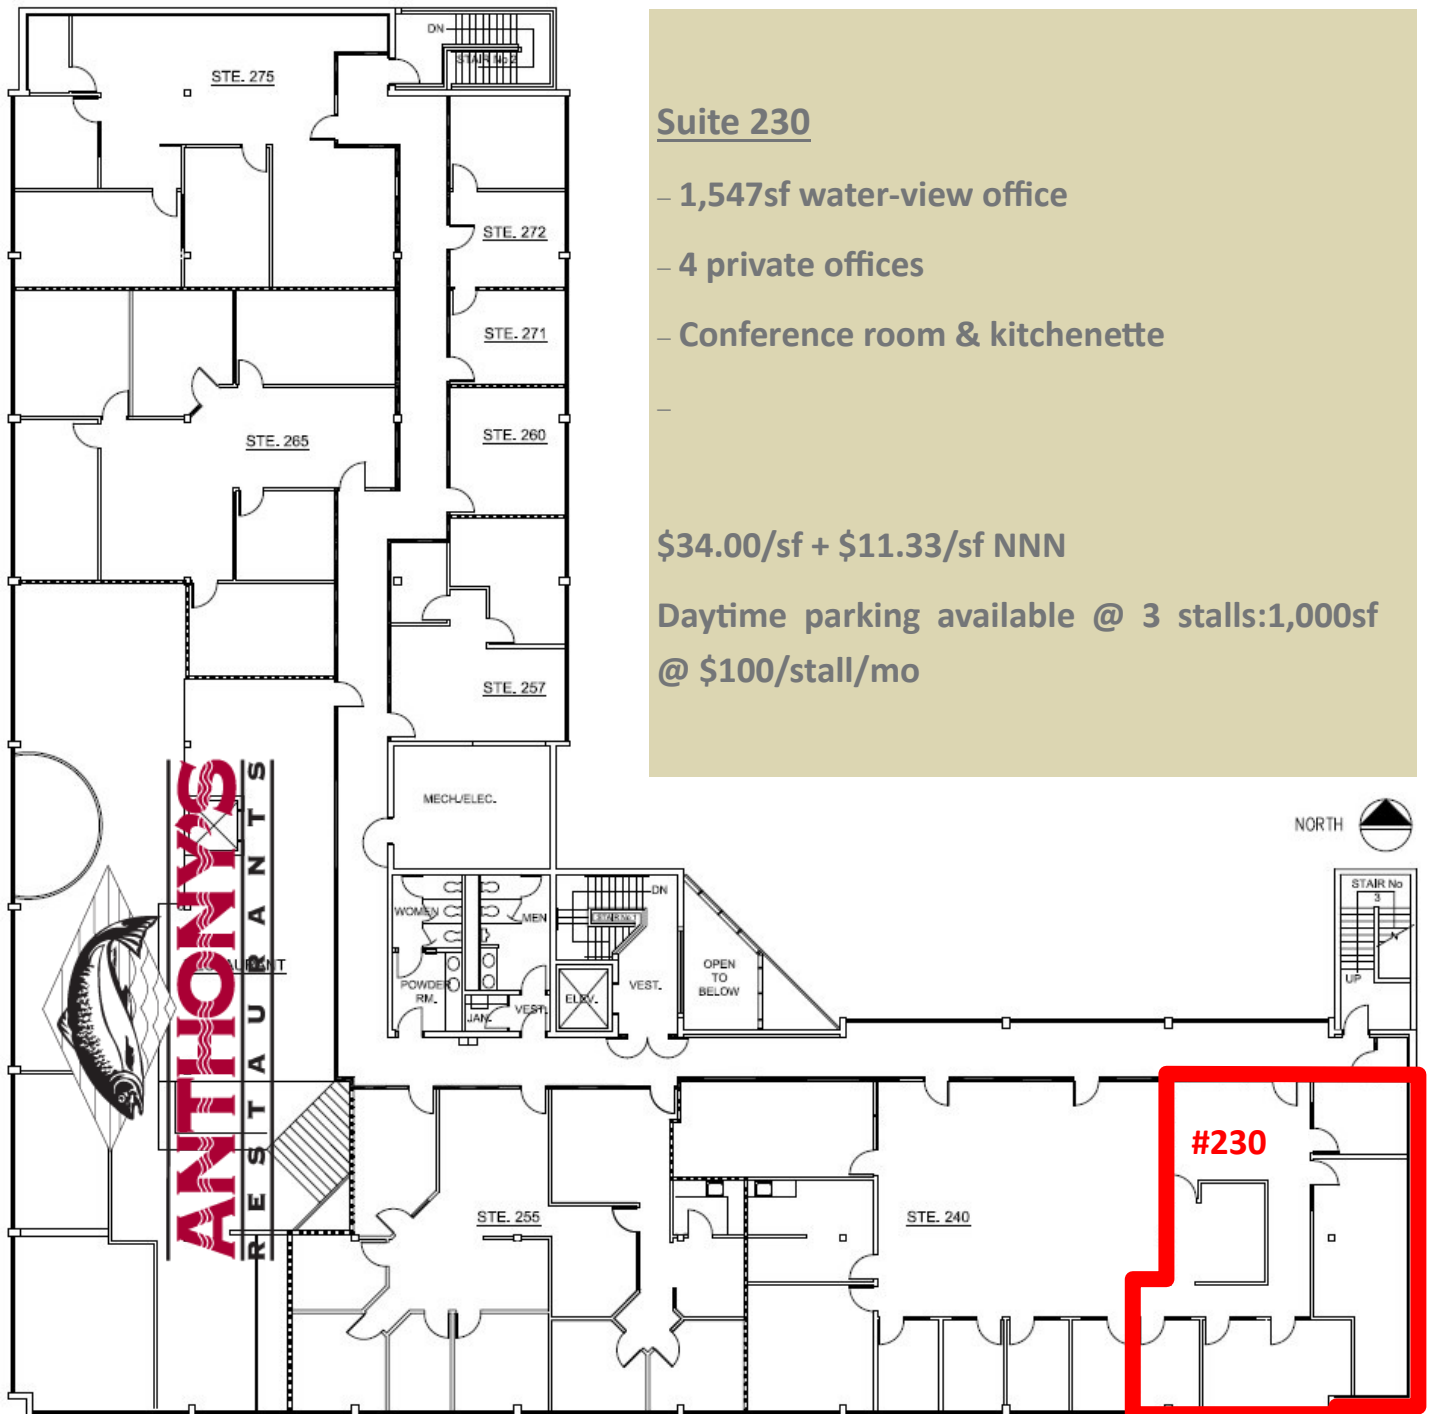 DN
STAIR No 2
STE. 275
Suite 230
– 1,547sf water-view office
– 4 private offices
– Conference room & kitchenette
–
$34.00/sf + $11.33/sf NNN
Daytime parking available @ 3 stalls:1,000sf
@ $100/stall/mo
STE. 272
STE. 271
STE. 260
STE. 265
STE. 257
MECH./ELEC.
NORTH
ANTHONY'S
RESTAURANTS
WOMEN
MEN
DN
POWDER
RM.
JAN.
VEST.
ELEV.
VEST.
OPEN
TO
BELOW
STAIR No
3
UP
#230
STE. 255
STE. 240